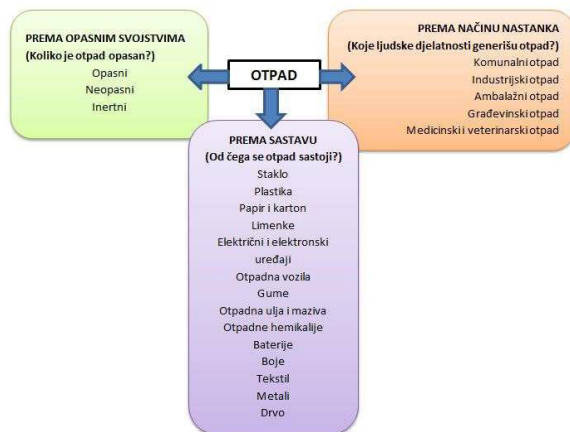 PREMA OPASNIM SVOJSTVIMA
(Koliko je otpad opasan?)
Opasni
Neopasni
Inertni
OTPAD
PREMA NAČINU NASTANKA
(Koje ljudske djelatnosti generišu otpad?)
Komunalni otpad
Industrijski otpad
Ambalažni otpad
Građevinski otpad
Medicinski i veterinarski otpad
PREMA SASTAVU
(Od čega se otpad sastoji?)
Staklo
Plastika
Papir i karton
Limenke
Električni i elektronski
uređaji
Otpadna vozila
Gume
Otpadna ulja i maziva
Otpadne hemikalije
Baterije
Boje
Tekstil
Metali
Drvo